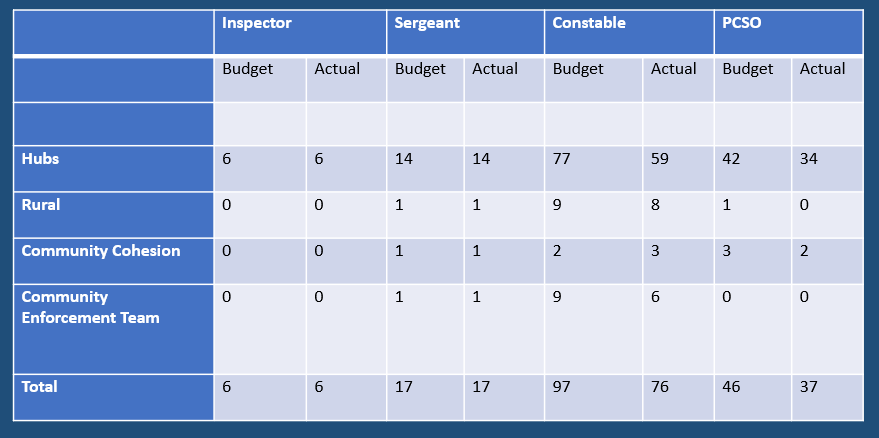 Inspector Sergeant Constable PCSO
Budget Actual Budget Actual Budget Actual Budget Actual
Hubs 6 6 14 14 77 59 42 34
Rural 0 0 1 1 9 8 1 0
Community Cohesion 0 0 1 1 2 3 3 2
Community 0 0 1 1 9 6 0 0
Enforcement Team
Total 6 6 17 17 97 76 46 37